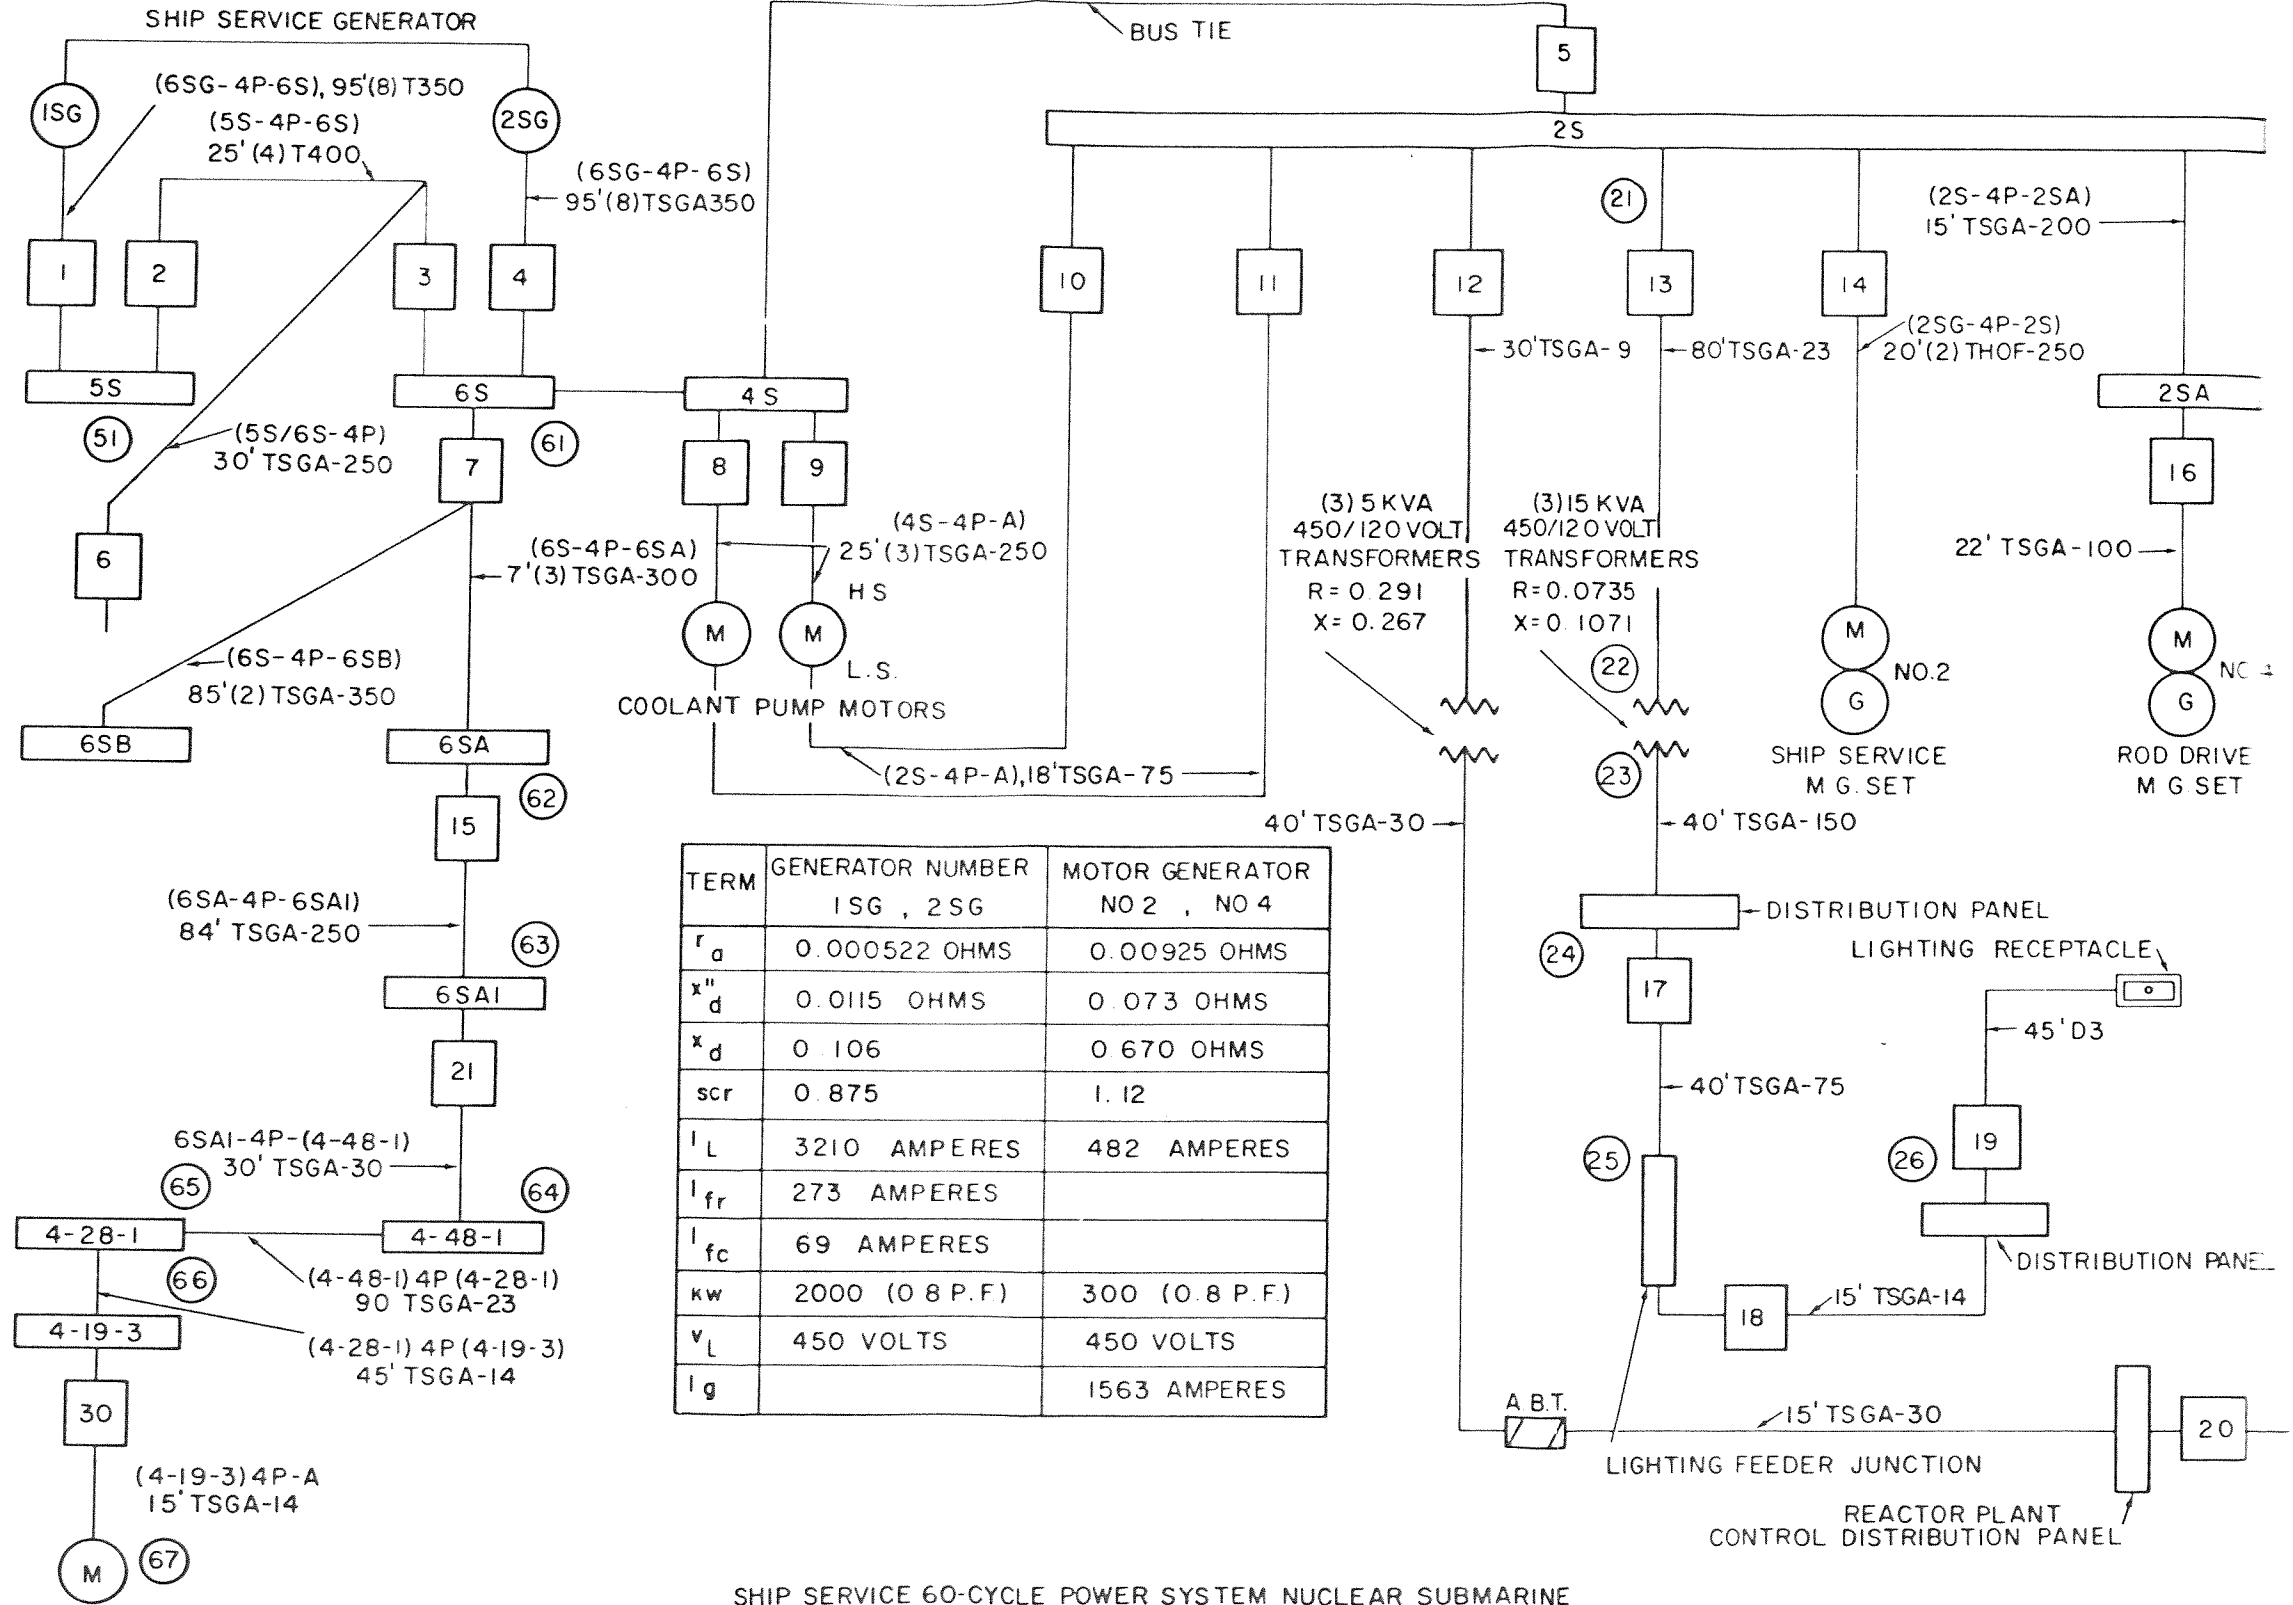 SHIP SERVICE GENERATOR
BUS TIE
5
1SG
(6SG-4P-6S), 95'(8) T350
(5S-4P-6S)
25'(4) T400
2SG
(6SG-4P-6S)
95'(8)TSGA350
2S
21
(2S-4P-2SA)
15' TSGA-200
1
2
3
4
10
11
12
13
14
30'TSGA-9
80'TSGA-23
(2SG-4P-2S)
20'(2) THOF-250
5S
6S
4S
2SA
51
(5S/6S-4P)
30' TSGA-250
7
61
8
9
16
(3) 5 KVA
450/120 VOLT
TRANSFORMERS
R= 0.291
X= 0.267
(3) 15 KVA
450/120 VOLT
TRANSFORMERS
R=0.0735
X=0.1071
(4S-4P-A)
25'(3)TSGA-250
(6S-4P-6SA)
7'(3) TSGA-300
22' TSGA-100
6
H S
M
M
L.S.
COOLANT PUMP MOTORS
(6S-4P-6SB)
85'(2) TSGA-350
22
M
G
NO.2
M
G
6SB
6SA
SHIP SERVICE
M G. SET
ROD DRIVE
M G. SET
(2S-4P-A),18'TSGA-75
23
62
15
40' TSGA-30
40' TSGA-150
TERM
GENERATOR NUMBER
1SG , 2SG
MOTOR GENERATOR
NO 2 , NO 4
ra 0.000522 OHMS 0.00925 OHMS
x"d 0.0115 OHMS 0.073 OHMS
xd 0.106 0.670 OHMS
scr 0.875 1.12
IL 3210 AMPERES 482 AMPERES
Ifr 273 AMPERES
Ifc 69 AMPERES
KW 2000 (0.8 P.F) 300 (0.8 P.F.)
VL 450 VOLTS 450 VOLTS
Ig 1563 AMPERES
(6SA-4P-6SA1)
84' TSGA-250
63
6SA1
21
6SA1-4P-(4-48-1)
30' TSGA-30
65
64
4-28-1
4-48-1
66
(4-48-1) 4P (4-28-1)
90 TSGA-23
4-19-3
(4-28-1) 4P (4-19-3)
45' TSGA-14
30
(4-19-3) 4P-A
15' TSGA-14
M
67
DISTRIBUTION PANEL
24
LIGHTING RECEPTACLE
17
45' D3
40'TSGA-75
25
26
19
DISTRIBUTION PANEL
18
15' TSGA-14
A.B.T.
15' TSGA-30
20
LIGHTING FEEDER JUNCTION
REACTOR PLANT
CONTROL DISTRIBUTION PANEL
SHIP SERVICE 60-CYCLE POWER SYSTEM NUCLEAR SUBMARINE